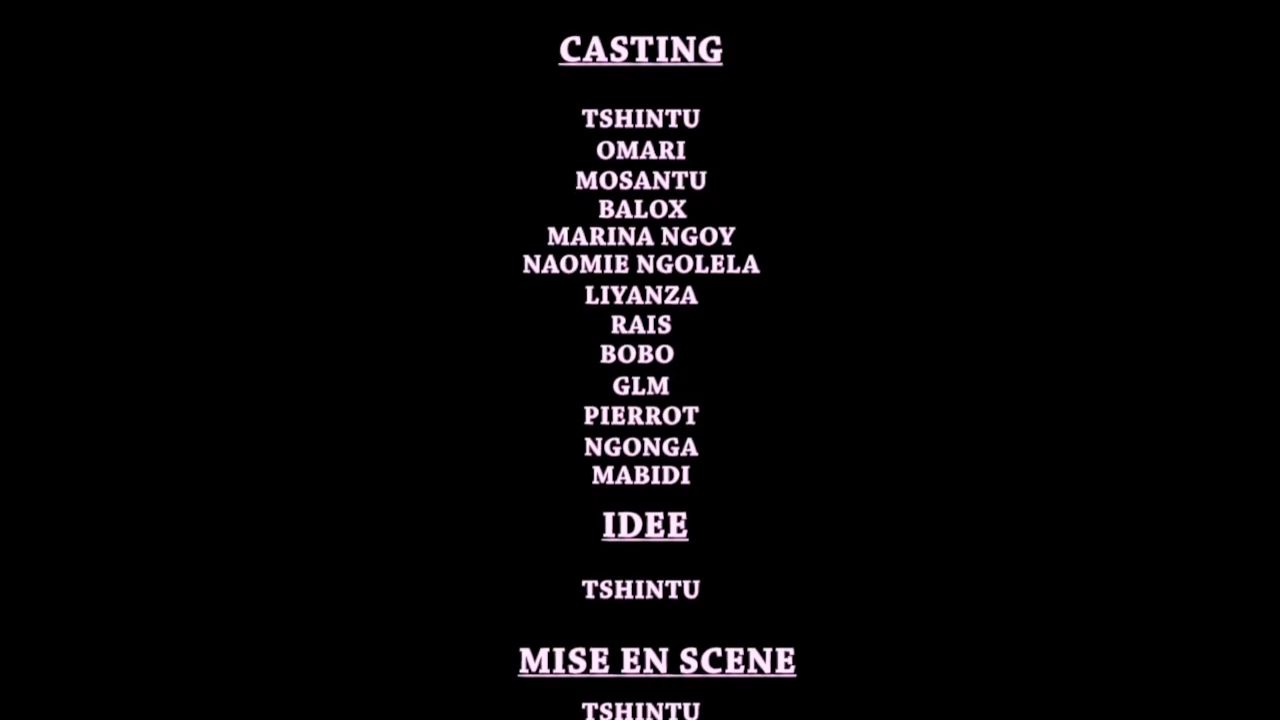 CASTING
TSHINTU
OMARI
MOSANTU
BALOX
MARINA NGOY
NAOMIE NGOLELA
LIYANZA
RAIS
BOBO
GLM
PIERROT
NGONGA
MABIDI
IDEE
TSHINTU
MISE EN SCENE
TSHINTU